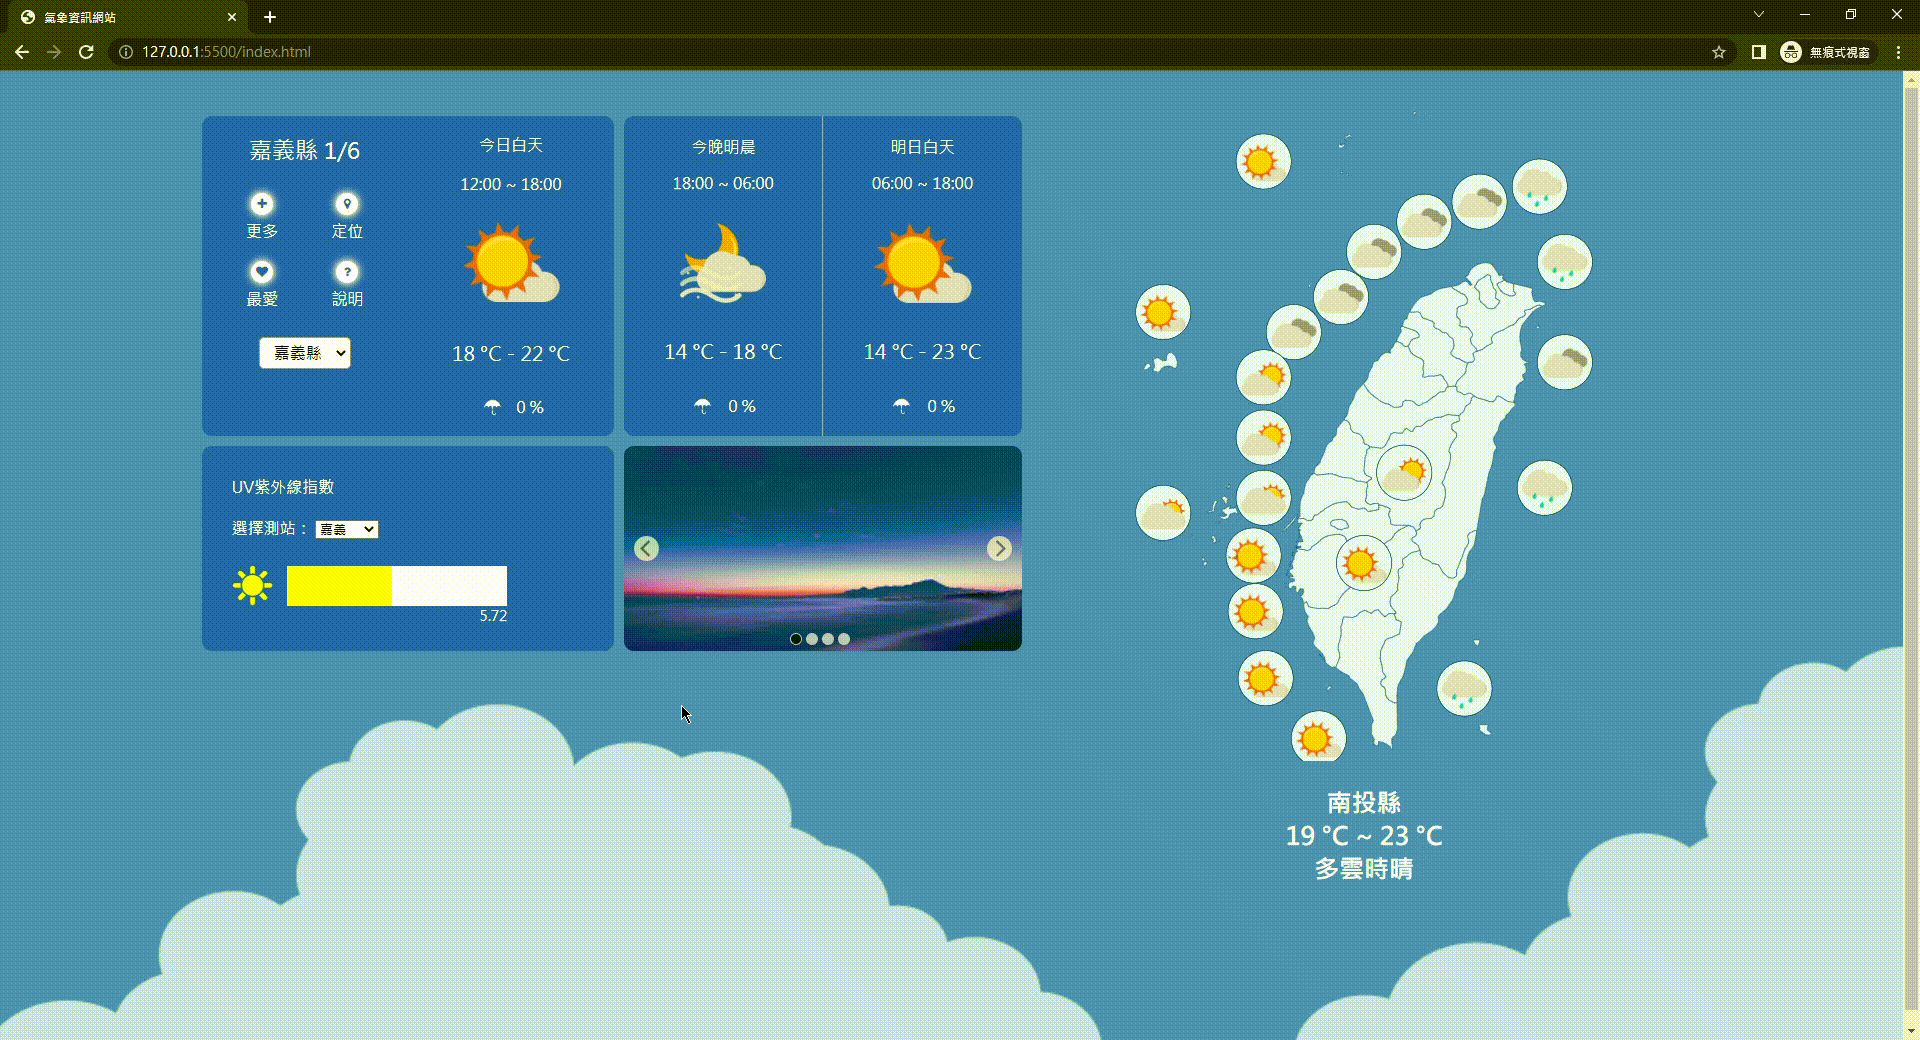 氣象資訊網站
127.0.0.1:5500/index.html
無痕式視窗
嘉義縣 1/6
更多
定位
最愛
說明
嘉義縣
今日白天
12:00 ~ 18:00
18 °C - 22 °C
0 %
今晚明晨
18:00 ~ 06:00
14 °C - 18 °C
0 %
明日白天
06:00 ~ 18:00
14 °C - 23 °C
0 %
UV紫外線指數
選擇測站： 嘉義
5.72
南投縣
19 °C ~ 23 °C
多雲時晴